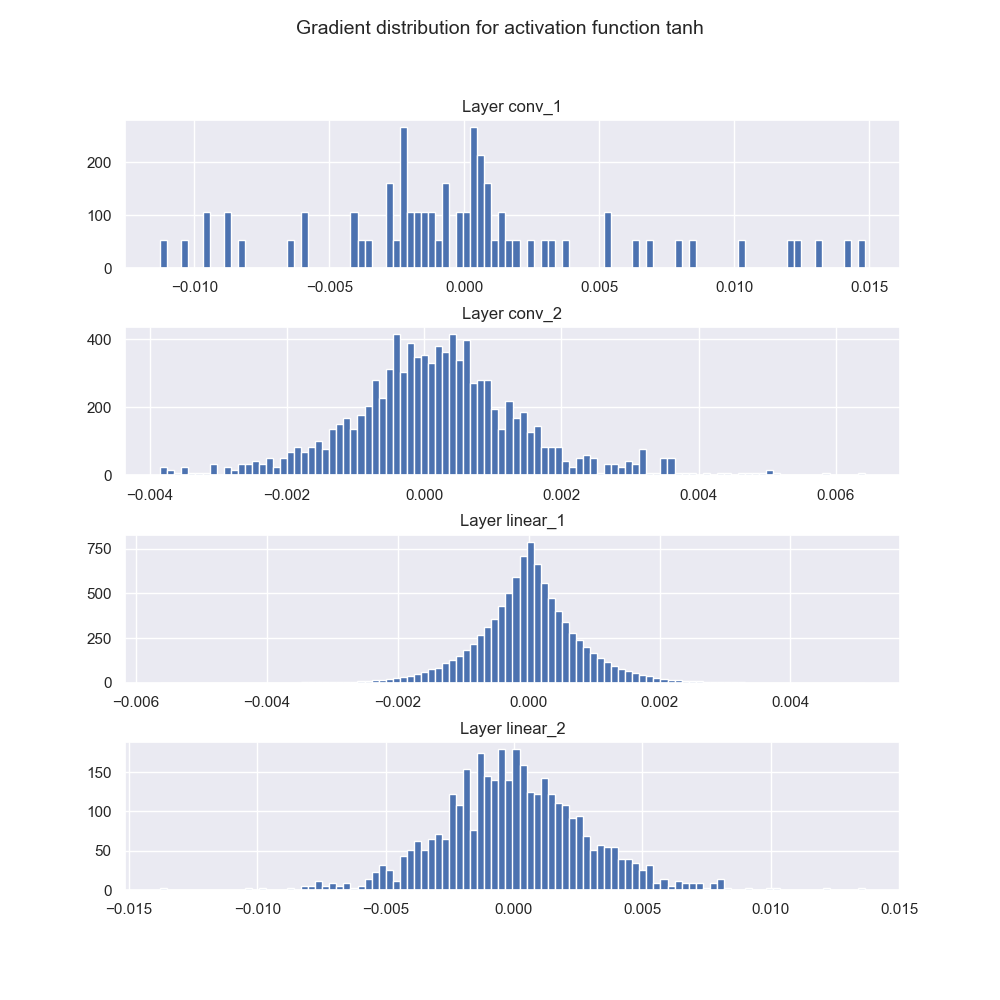 Gradient distribution for activation function tanh
Layer conv_1
200
100
0
−0.010 −0.005 0.000 0.005 0.010 0.015
Layer conv_2
400
200
0
−0.004 −0.002 0.000 0.002 0.004 0.006
Layer linear_1
750
500
250
0
−0.006 −0.004 −0.002 0.000 0.002 0.004
Layer linear_2
150
100
50
0
−0.015 −0.010 −0.005 0.000 0.005 0.010 0.015